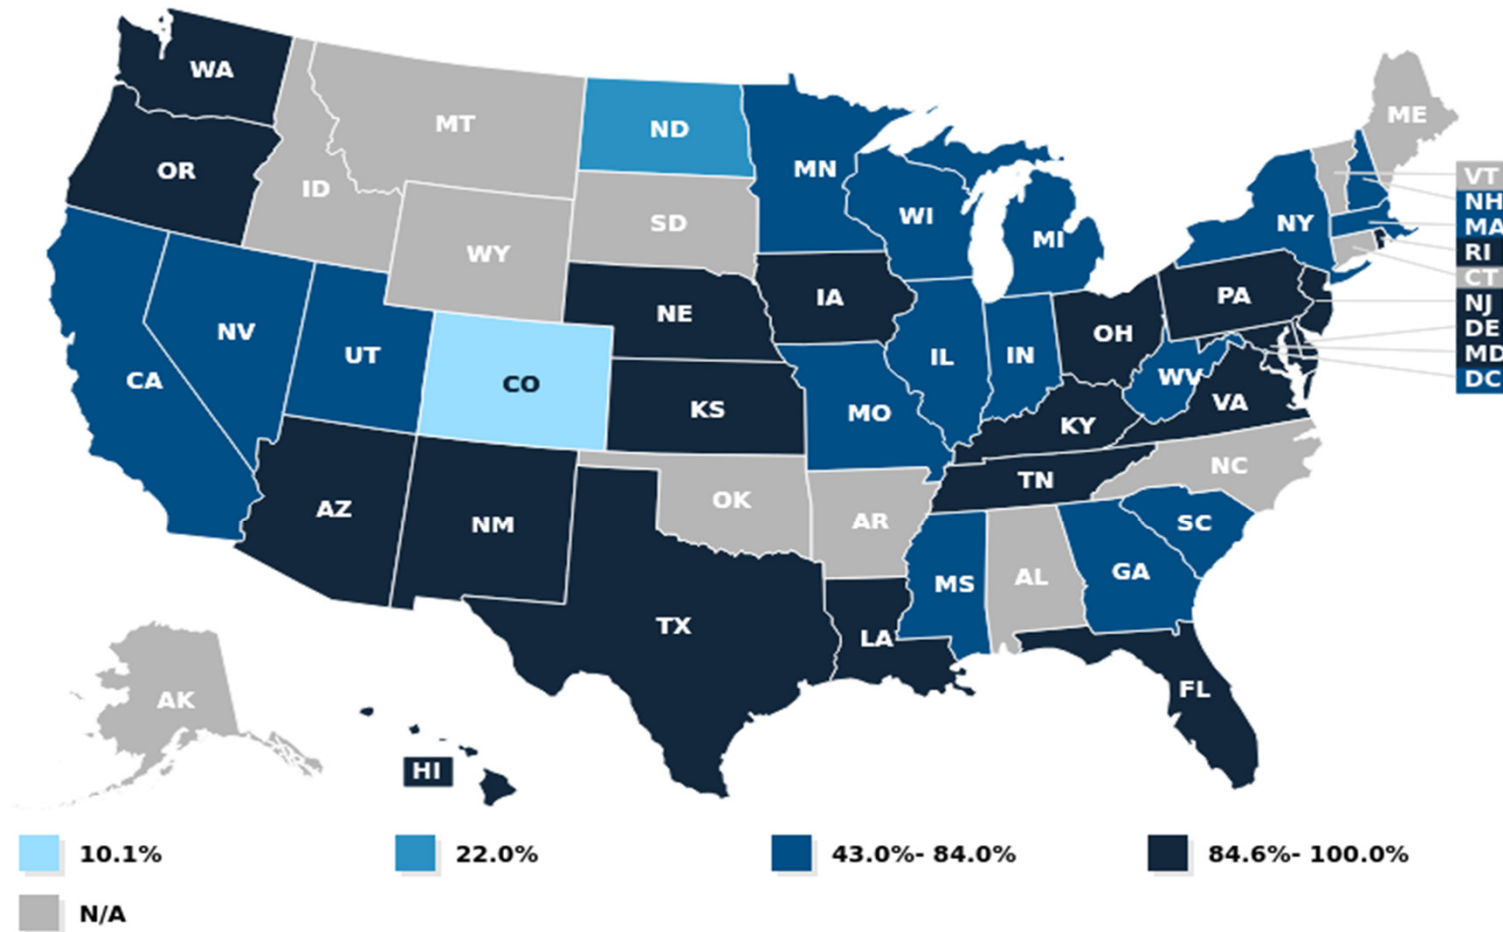 WA
MT
ND
ME
OR
MN
ID
VT
WI
NH
SD
NY
MA
MI
WY
RI
CT
IA
PA
NJ
NE
DE
NV
OH
MD
UT
IL
IN
WV
DC
CA
CO
KS
MO
VA
KY
NC
TN
OK
AZ
NM
AR
SC
MS
AL
GA
TX
LA
FL
AK
HI
10.1%
22.0%
43.0%- 84.0%
84.6%- 100.0%
N/A